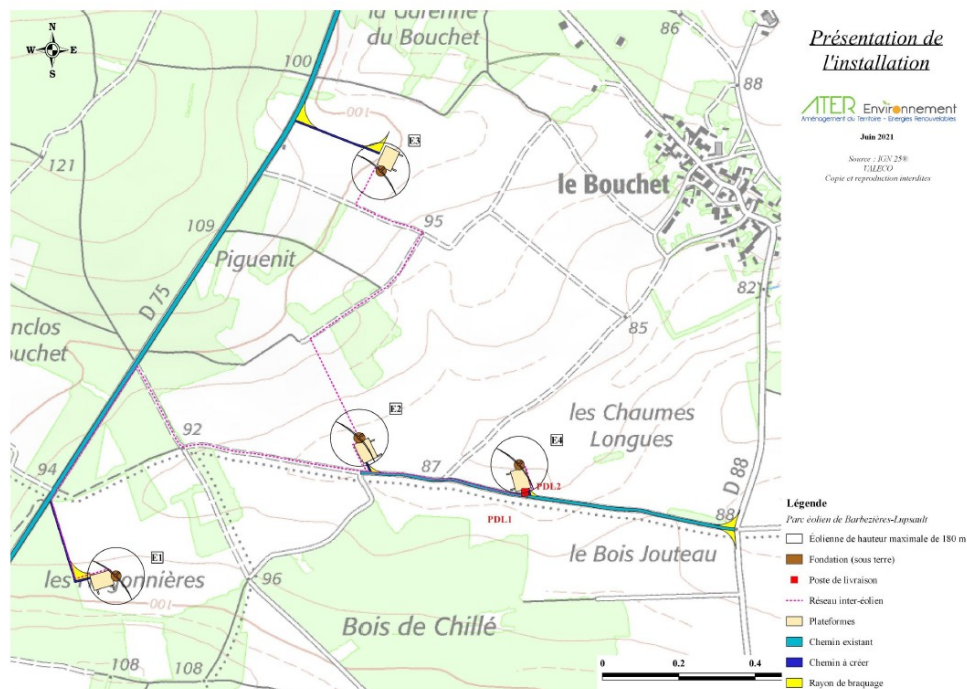 la Garenne
du Bouchet
N
W
E
S
100
001
86
88
121
E3
le Bouchet
95
109
Piguenit
D 75
82
85
nclos
ouchet
92
E2
les Chaumes
Longues
94
87
E4
PDL2
PDL1
D 88
88
le Bois Jouteau
E1
les
onnières
96
001
Bois de Chillé
108
108
Présentation de
l'installation
ATER Environnement
Aménagement du Territoire - Energies Renouvelables
Juin 2021
Source : IGN 25®
VALECO
Copie et reproduction interdites
Légende
Parc éolien de Barbezières-Lupsault
Éolienne de hauteur maximale de 180 m
Fondation (sous terre)
Poste de livraison
Réseau inter-éolien
Plateformes
Chemin existant
Chemin à créer
Rayon de braquage
0 0.2 0.4